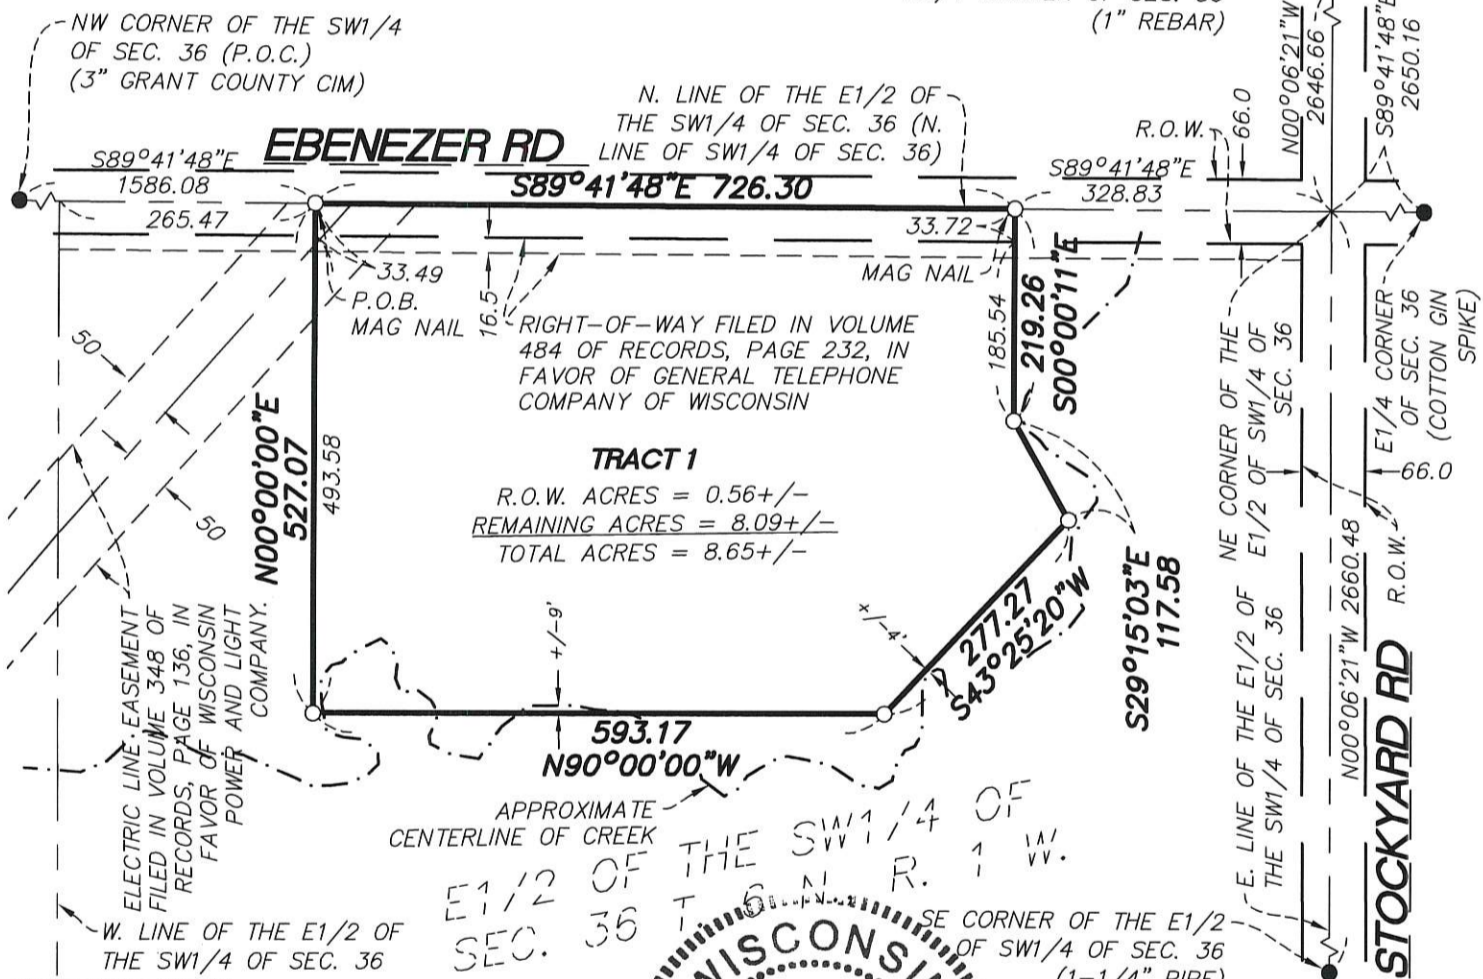 NW CORNER OF THE SW1/4
OF SEC. 36 (P.O.C.)
(3" GRANT COUNTY CIM)
(1" REBAR)
N00°06'21"W
2646.66
S89°41'48"E
2650.16
N. LINE OF THE E1/2 OF
THE SW1/4 OF SEC. 36 (N.
LINE OF SW1/4 OF SEC. 36)
R.O.W.
66.0
EBENEZER RD
S89°41'48"E
1586.08
265.47
S89°41'48"E 726.30
S89°41'48"E
328.83
33.72
MAG NAIL
33.49
P.O.B.
MAG NAIL
16.5
RIGHT-OF-WAY FILED IN VOLUME
484 OF RECORDS, PAGE 232, IN
FAVOR OF GENERAL TELEPHONE
COMPANY OF WISCONSIN
185.54
219.26
S00°00'11"E
50
50
N00°00'00"E
527.07
493.58
TRACT 1
R.O.W. ACRES = 0.56+/-
REMAINING ACRES = 8.09+/-
TOTAL ACRES = 8.65+/-
NE CORNER OF THE
E1/2 OF SW1/4 OF
SEC. 36
E1/4 CORNER
OF SEC. 36
(COTTON GIN
SPIKE)
66.0
R.O.W.
S29°15'03"E
117.58
277.27
S43°25'20"W
+/-9'
593.17
N90°00'00"W
ELECTRIC LINE EASEMENT
FILED IN VOLUME 348 OF
RECORDS, PAGE 136, IN
FAVOR OF WISCONSIN
POWER AND LIGHT
COMPANY.
APPROXIMATE
CENTERLINE OF CREEK
E. LINE OF THE E1/2 OF
THE SW1/4 OF SEC. 36
N00°06'21"W 2660.48
STOCKYARD RD
E1/2 OF THE SW1/4 OF
SEC. 36 T. 6 N. R. 1 W.
W. LINE OF THE E1/2 OF
THE SW1/4 OF SEC. 36
WISCONSI
SE CORNER OF THE E1/2
OF SW1/4 OF SEC. 36
(1-1/4" PIPE)